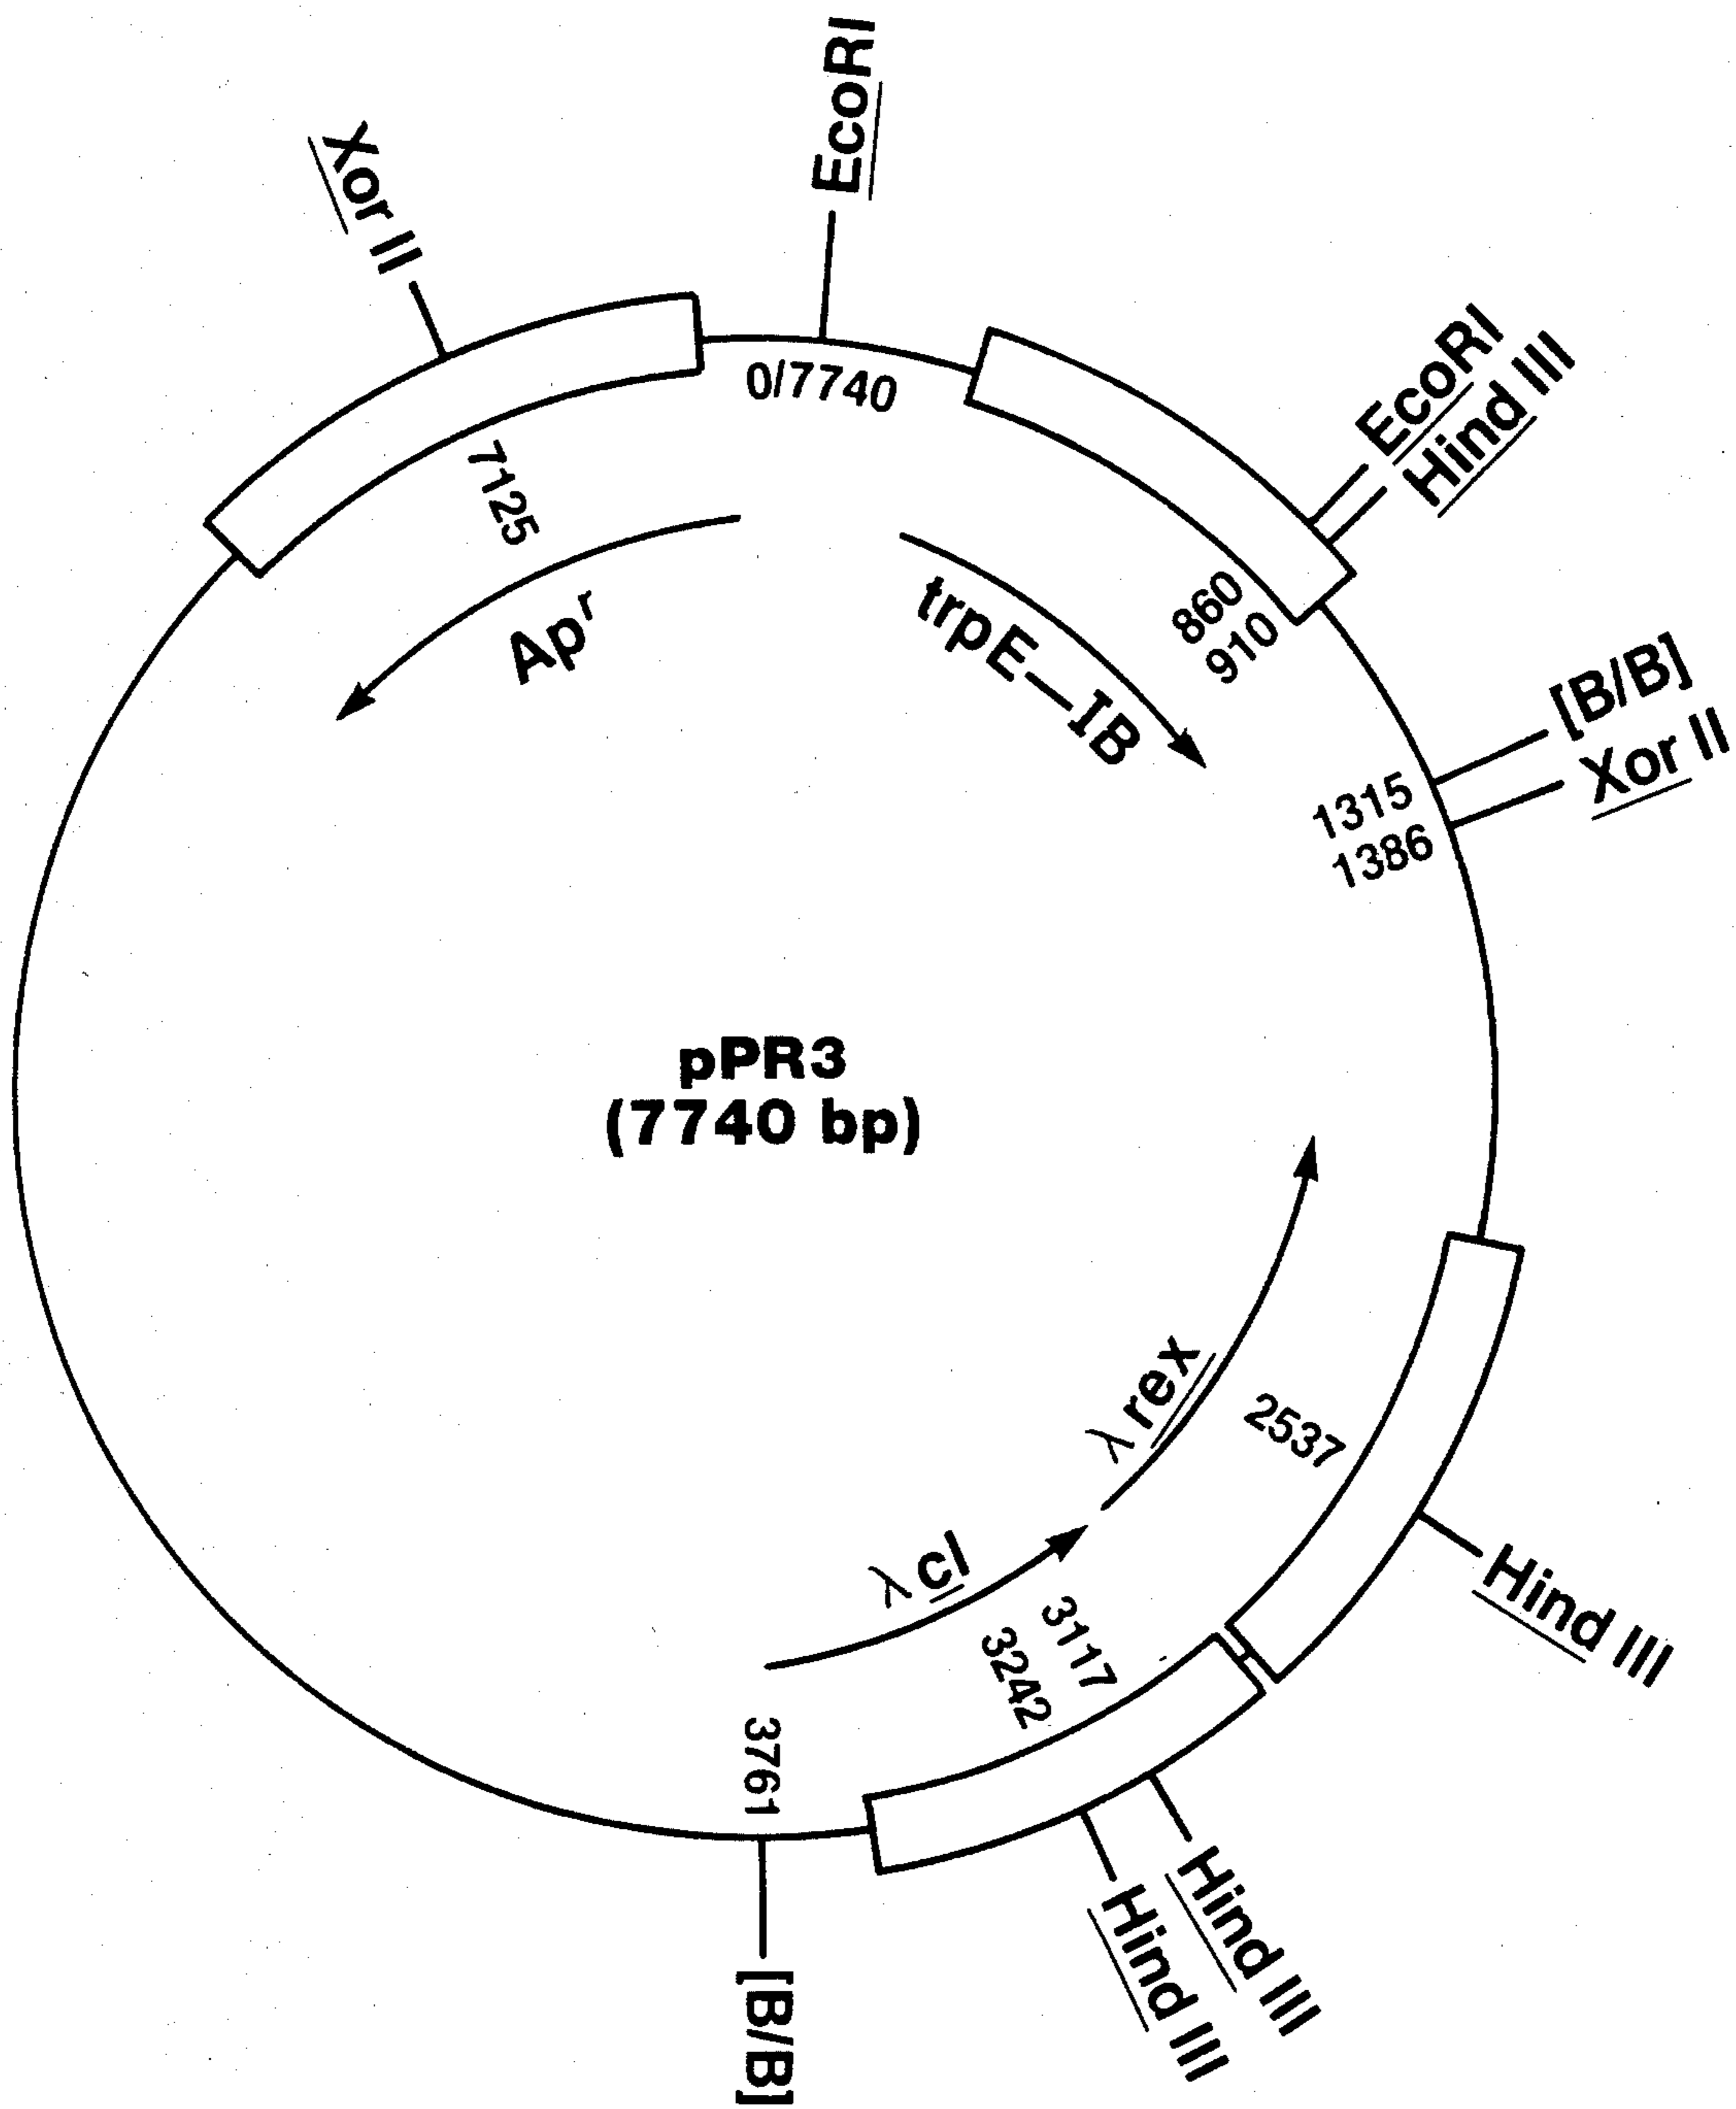 EcoRI
0/7740
EcoRI
Hind III
860
910
[B/B]
Xor II
1315
1386
Hind III
2537
Hind III
Hind III
3117
3242
[B/B]
3761
Xor II
7125
Apʳ
trpE—IB
λ rex
λ cI
pPR3
(7740 bp)